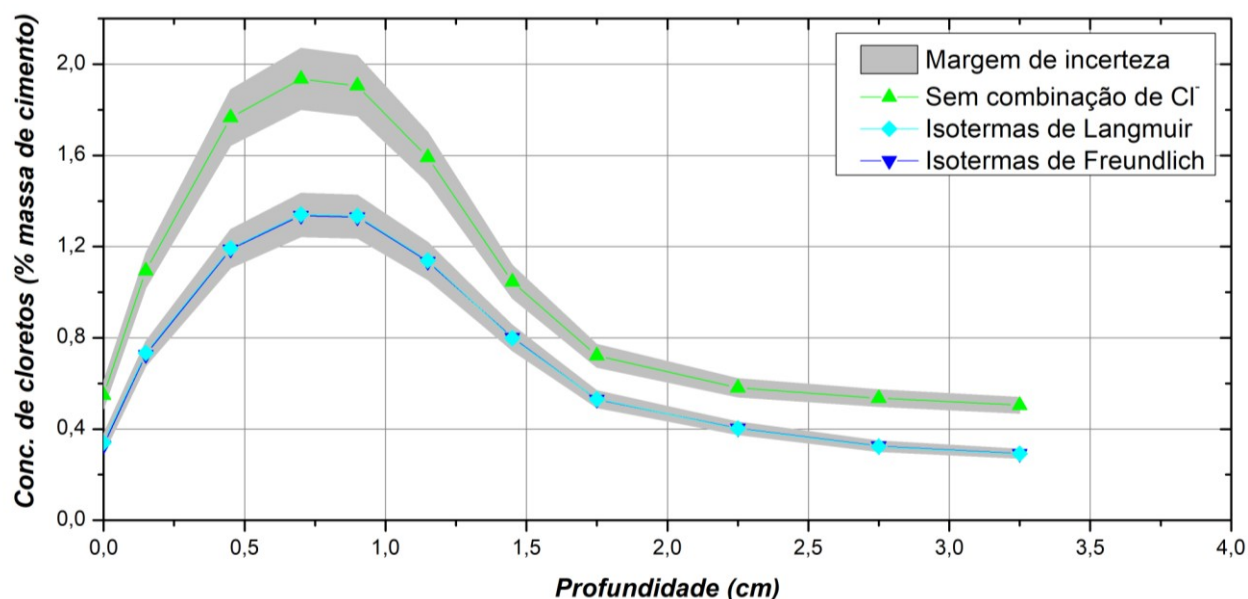 Conc. de cloretos (% massa de cimento)
2,0
1,6
1,2
0,8
0,4
0,0
Margem de incerteza
Sem combinação de Cl⁻
Isotermas de Langmuir
Isotermas de Freundlich
0,0 0,5 1,0 1,5 2,0 2,5 3,0 3,5 4,0
Profundidade (cm)